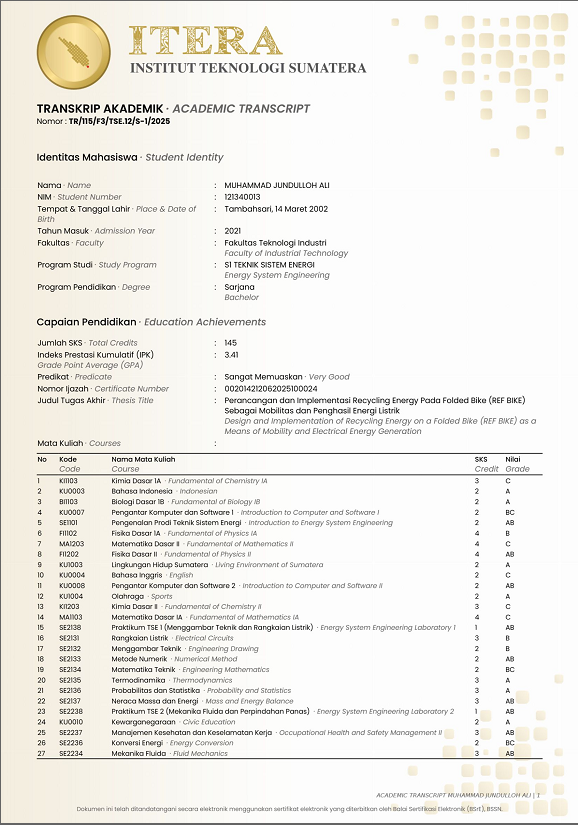 ITERA
INSTITUT TEKNOLOGI SUMATERA
TRANSKRIP AKADEMIK · ACADEMIC TRANSCRIPT
Nomor : TR/115/F3/TSE.12/S-1/2025
Identitas Mahasiswa · Student Identity
Nama · Name : MUHAMMAD JUNDULLOH ALI
NIM · Student Number : 121340013
Tempat & Tanggal Lahir · Place & Date of : Tambahsari, 14 Maret 2002
Birth
Tahun Masuk · Admission Year : 2021
Fakultas · Faculty : Fakultas Teknologi Industri
Faculty of Industrial Technology
Program Studi · Study Program : S1 TEKNIK SISTEM ENERGI
Energy System Engineering
Program Pendidikan · Degree : Sarjana
Bachelor
Capaian Pendidikan · Education Achievements
Jumlah SKS · Total Credits : 145
Indeks Prestasi Kumulatif (IPK) : 3.41
Grade Point Average (GPA)
Predikat · Predicate : Sangat Memuaskan · Very Good
Nomor Ijazah · Certificate Number : 002014212062025100024
Judul Tugas Akhir · Thesis Title : Perancangan dan Implementasi Recycling Energy Pada Folded Bike (REF BIKE)
Sebagai Mobilitas dan Penghasil Energi Listrik
Design and Implementation of Recycling Energy on a Folded Bike (REF BIKE) as a
Means of Mobility and Electrical Energy Generation
Mata Kuliah · Courses :
No Kode Nama Mata Kuliah SKS Nilai
Code Course Credit Grade
1 KI1103 Kimia Dasar IA · Fundamental of Chemistry IA 3 C
2 KU0003 Bahasa Indonesia · Indonesian 2 A
3 BI1103 Biologi Dasar 1B · Fundamental of Biology IB 2 A
4 KU0007 Pengantar Komputer dan Software 1 · Introduction to Computer and Software I 2 BC
5 SE1101 Pengenalan Prodi Teknik Sistem Energi · Introduction to Energy System Engineering 2 AB
6 FI1102 Fisika Dasar IA · Fundamental of Physics IA 4 B
7 MA1203 Matematika Dasar II · Fundamental of Mathematics II 4 C
8 FI1202 Fisika Dasar II · Fundamental of Physics II 4 AB
9 KU1003 Lingkungan Hidup Sumatera · Living Environment of Sumatera 2 A
10 KU0004 Bahasa Inggris · English 2 C
11 KU0008 Pengantar Komputer dan Software 2 · Introduction to Computer and Software II 2 AB
12 KU1004 Olahraga · Sports 2 A
13 KI1203 Kimia Dasar II · Fundamental of Chemistry II 3 C
14 MA1103 Matematika Dasar IA · Fundamental of Mathematics IA 4 C
15 SE2138 Praktikum TSE 1 (Menggambar Teknik dan Rangkaian Listrik) · Energy System Engineering Laboratory 1 1 AB
16 SE2131 Rangkaian Listrik · Electrical Circuits 3 B
17 SE2132 Menggambar Teknik · Engineering Drawing 2 B
18 SE2133 Metode Numerik · Numerical Method 2 AB
19 SE2134 Matematika Teknik · Engineering Mathematics 2 BC
20 SE2135 Termodinamika · Thermodynamics 3 A
21 SE2136 Probabilitas dan Statistika · Probability and Statistics 3 A
22 SE2137 Neraca Massa dan Energi · Mass and Energy Balance 3 AB
23 SE2238 Praktikum TSE 2 (Mekanika Fluida dan Perpindahan Panas) · Energy System Engineering Laboratory 2 1 AB
24 KU0010 Kewarganegaraan · Civic Education 2 A
25 SE2237 Manajemen Kesehatan dan Keselamatan Kerja · Occupational Health and Safety Management II 3 AB
26 SE2236 Konversi Energi · Energy Conversion 2 BC
27 SE2234 Mekanika Fluida · Fluid Mechanics 3 AB
ACADEMIC TRANSCRIPT MUHAMMAD JUNDULLOH ALI | 1
Dokumen ini telah ditandatangani secara elektronik menggunakan sertifikat elektronik yang diterbitkan oleh Balai Sertifikasi Elektronik (BSrE), BSSN.